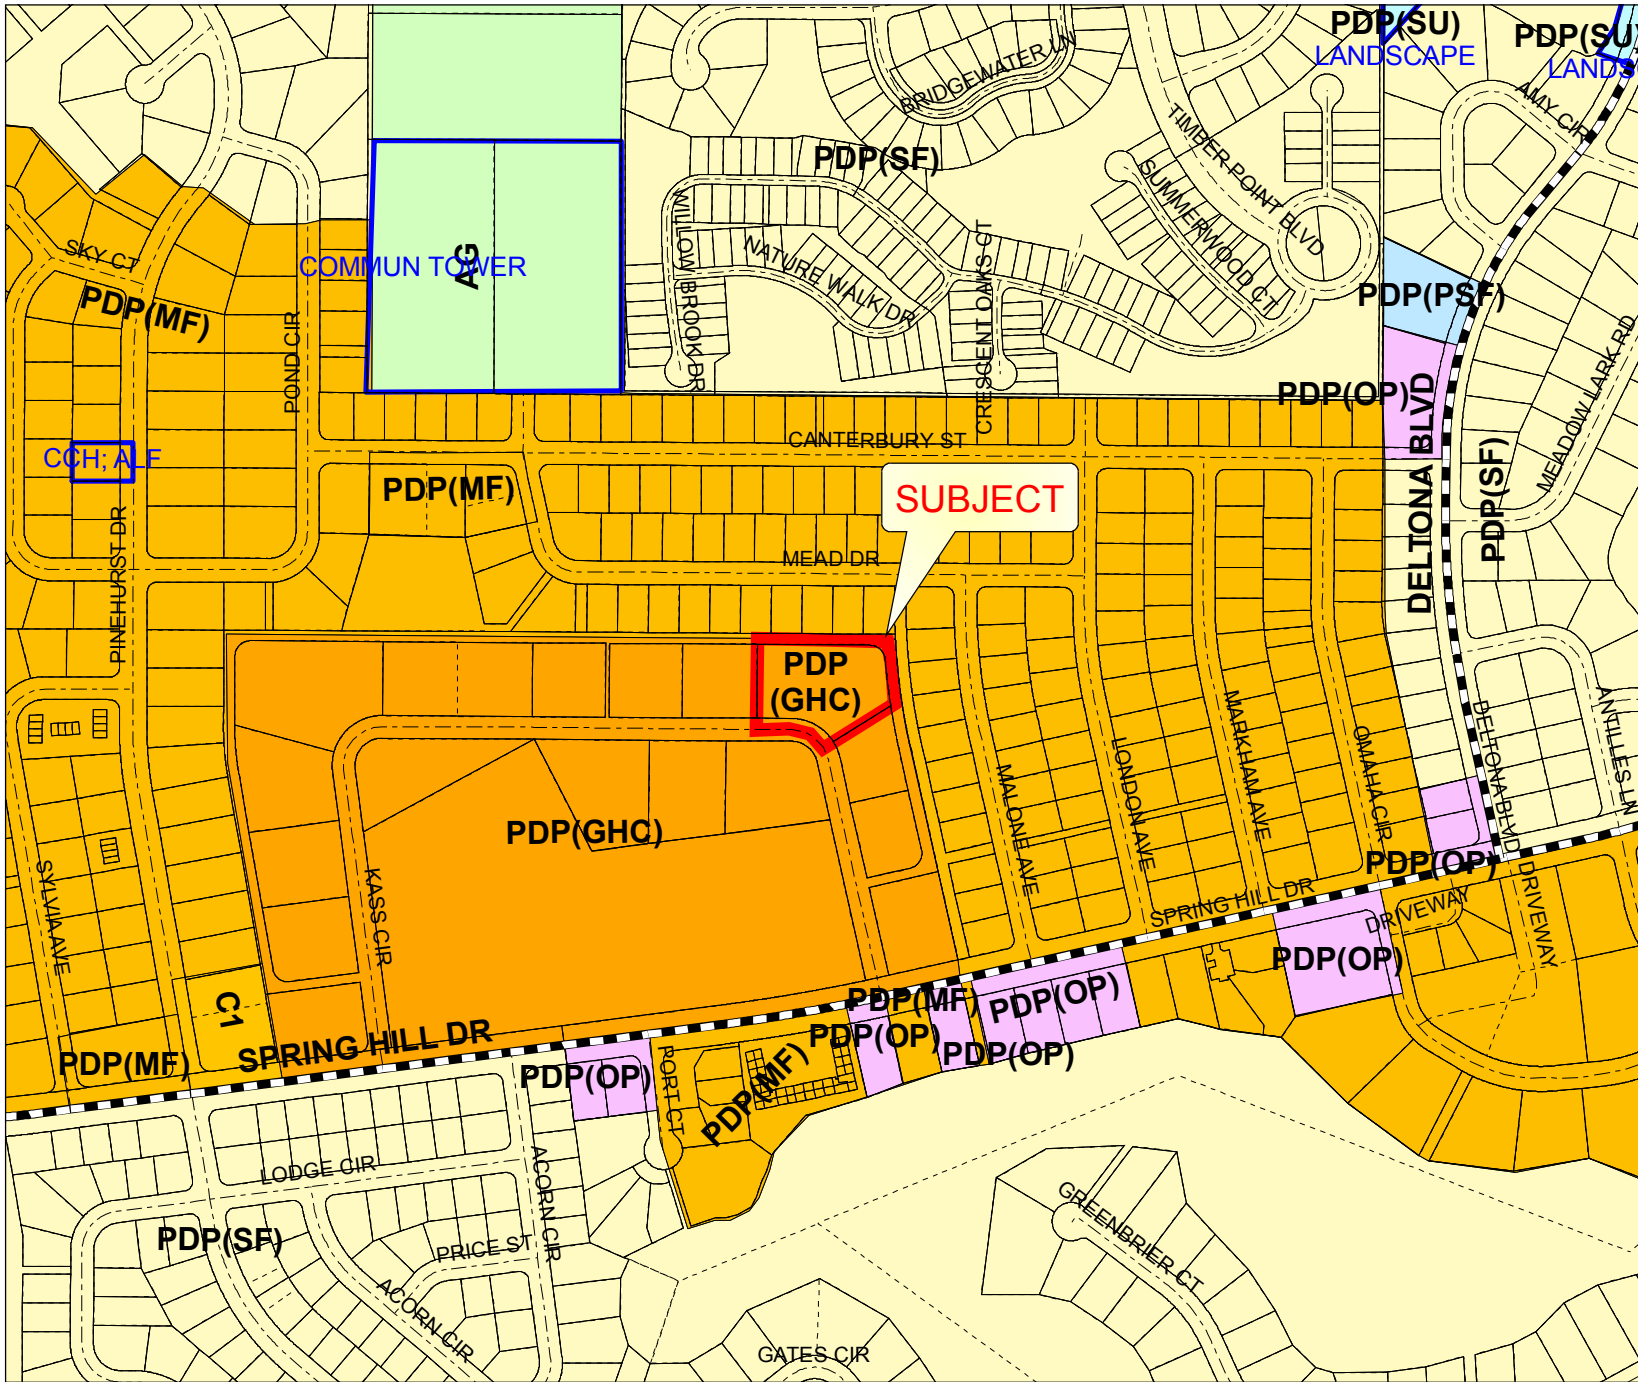 PDP(SU)
LANDSCAPE
PDP(SU)
LANDS
BRIDGEWATER LN
AMY CIR
TIMBER POINT BLVD
PDP(SF)
SUMMERWOOD CT
WILLOW BROOK DR
NATURE WALK DR
CRESCENT OAKS CT
SKY CT
COMMUN TOWER
AG
PDP(MF)
PDP(PSF)
POND CIR
MEADOW LARK RD
PDP(OP)
DELTONA BLVD
CANTERBURY ST
CCH; ALF
PDP(MF)
PDP(SF)
SUBJECT
PINEHURST DR
MEAD DR
PDP
(GHC)
MARKHAM AVE
ANTILLES LN
DELTONA BLVD
OMAHA CIR
LONDON AVE
MALONE AVE
PDP(GHC)
SYLVIA AVE
KASS CIR
PDP(OP)
DRIVEWAY
SPRING HILL DR
DRIVEWAY
PDP(OP)
C1
PDP(MF)
PDP(OP)
SPRING HILL DR
PDP(MF)
PDP(OP)
PDP(OP)
PDP(OP)
PORT CT
PDP(MF)
LODGE CIR
ACORN CIR
GREENBRIER CT
PDP(SF)
PRICE ST
ACORN CIR
GATES CIR